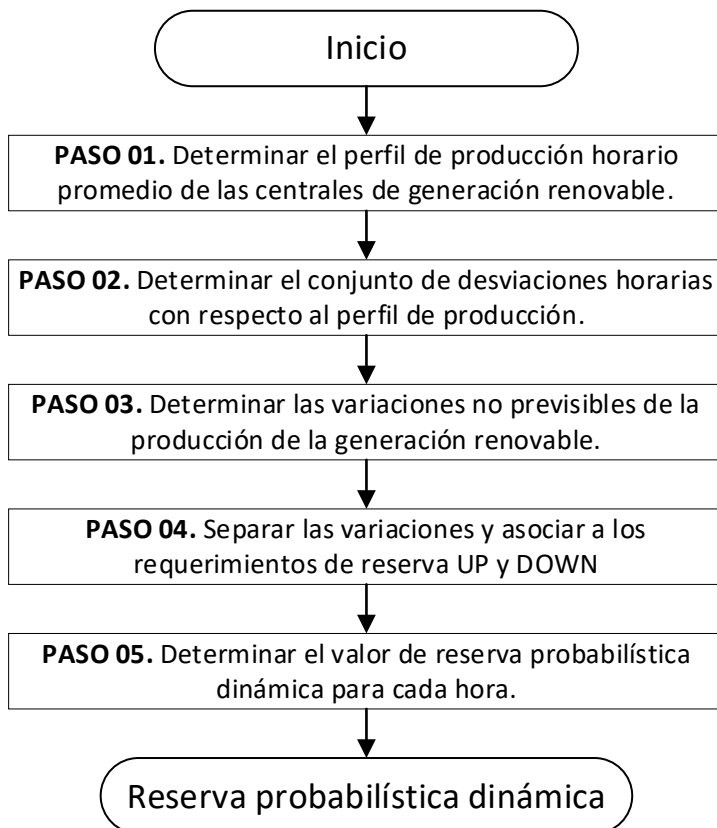 Inicio
PASO 01. Determinar el perfil de producción horario
promedio de las centrales de generación renovable.
PASO 02. Determinar el conjunto de desviaciones horarias
con respecto al perfil de producción.
PASO 03. Determinar las variaciones no previsibles de la
producción de la generación renovable.
PASO 04. Separar las variaciones y asociar a los
requerimientos de reserva UP y DOWN
PASO 05. Determinar el valor de reserva probabilística
dinámica para cada hora.
Reserva probabilística dinámica